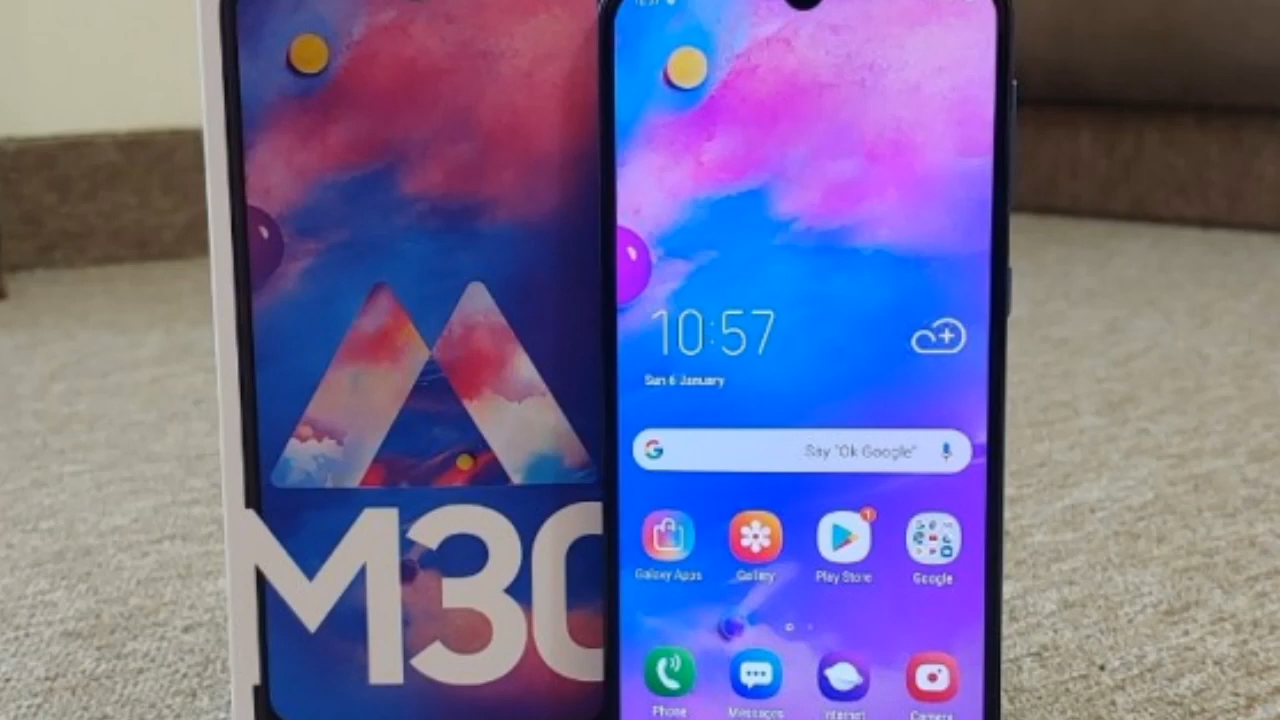 M30
10:57
Sun 6 January
Say "Ok Google"
Galaxy Apps
Gallery
Play Store
1
Google
Phone
Messages
Internet
Camera